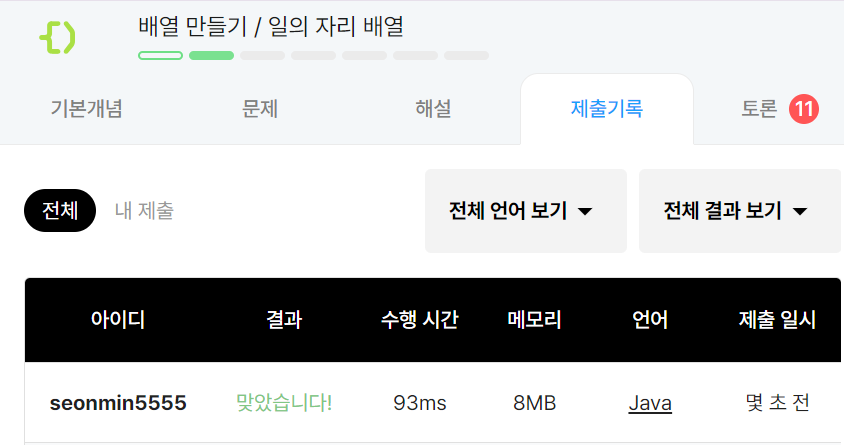 배열 만들기 / 일의 자리 배열
기본개념 문제 해설 제출기록 토론 11
전체 내 제출 전체 언어 보기 전체 결과 보기
아이디 결과 수행 시간 메모리 언어 제출 일시
seonmin5555 맞았습니다! 93ms 8MB Java 몇 초 전